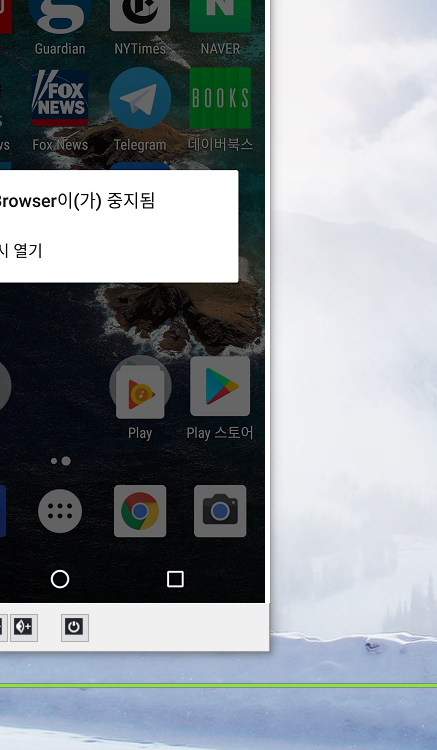 Guardian NYTimes NAVER
FOX
NEWS
BOOKS
Fox News Telegram 네이버북스
Browser이(가) 중지됨
열기
Play Play 스토어